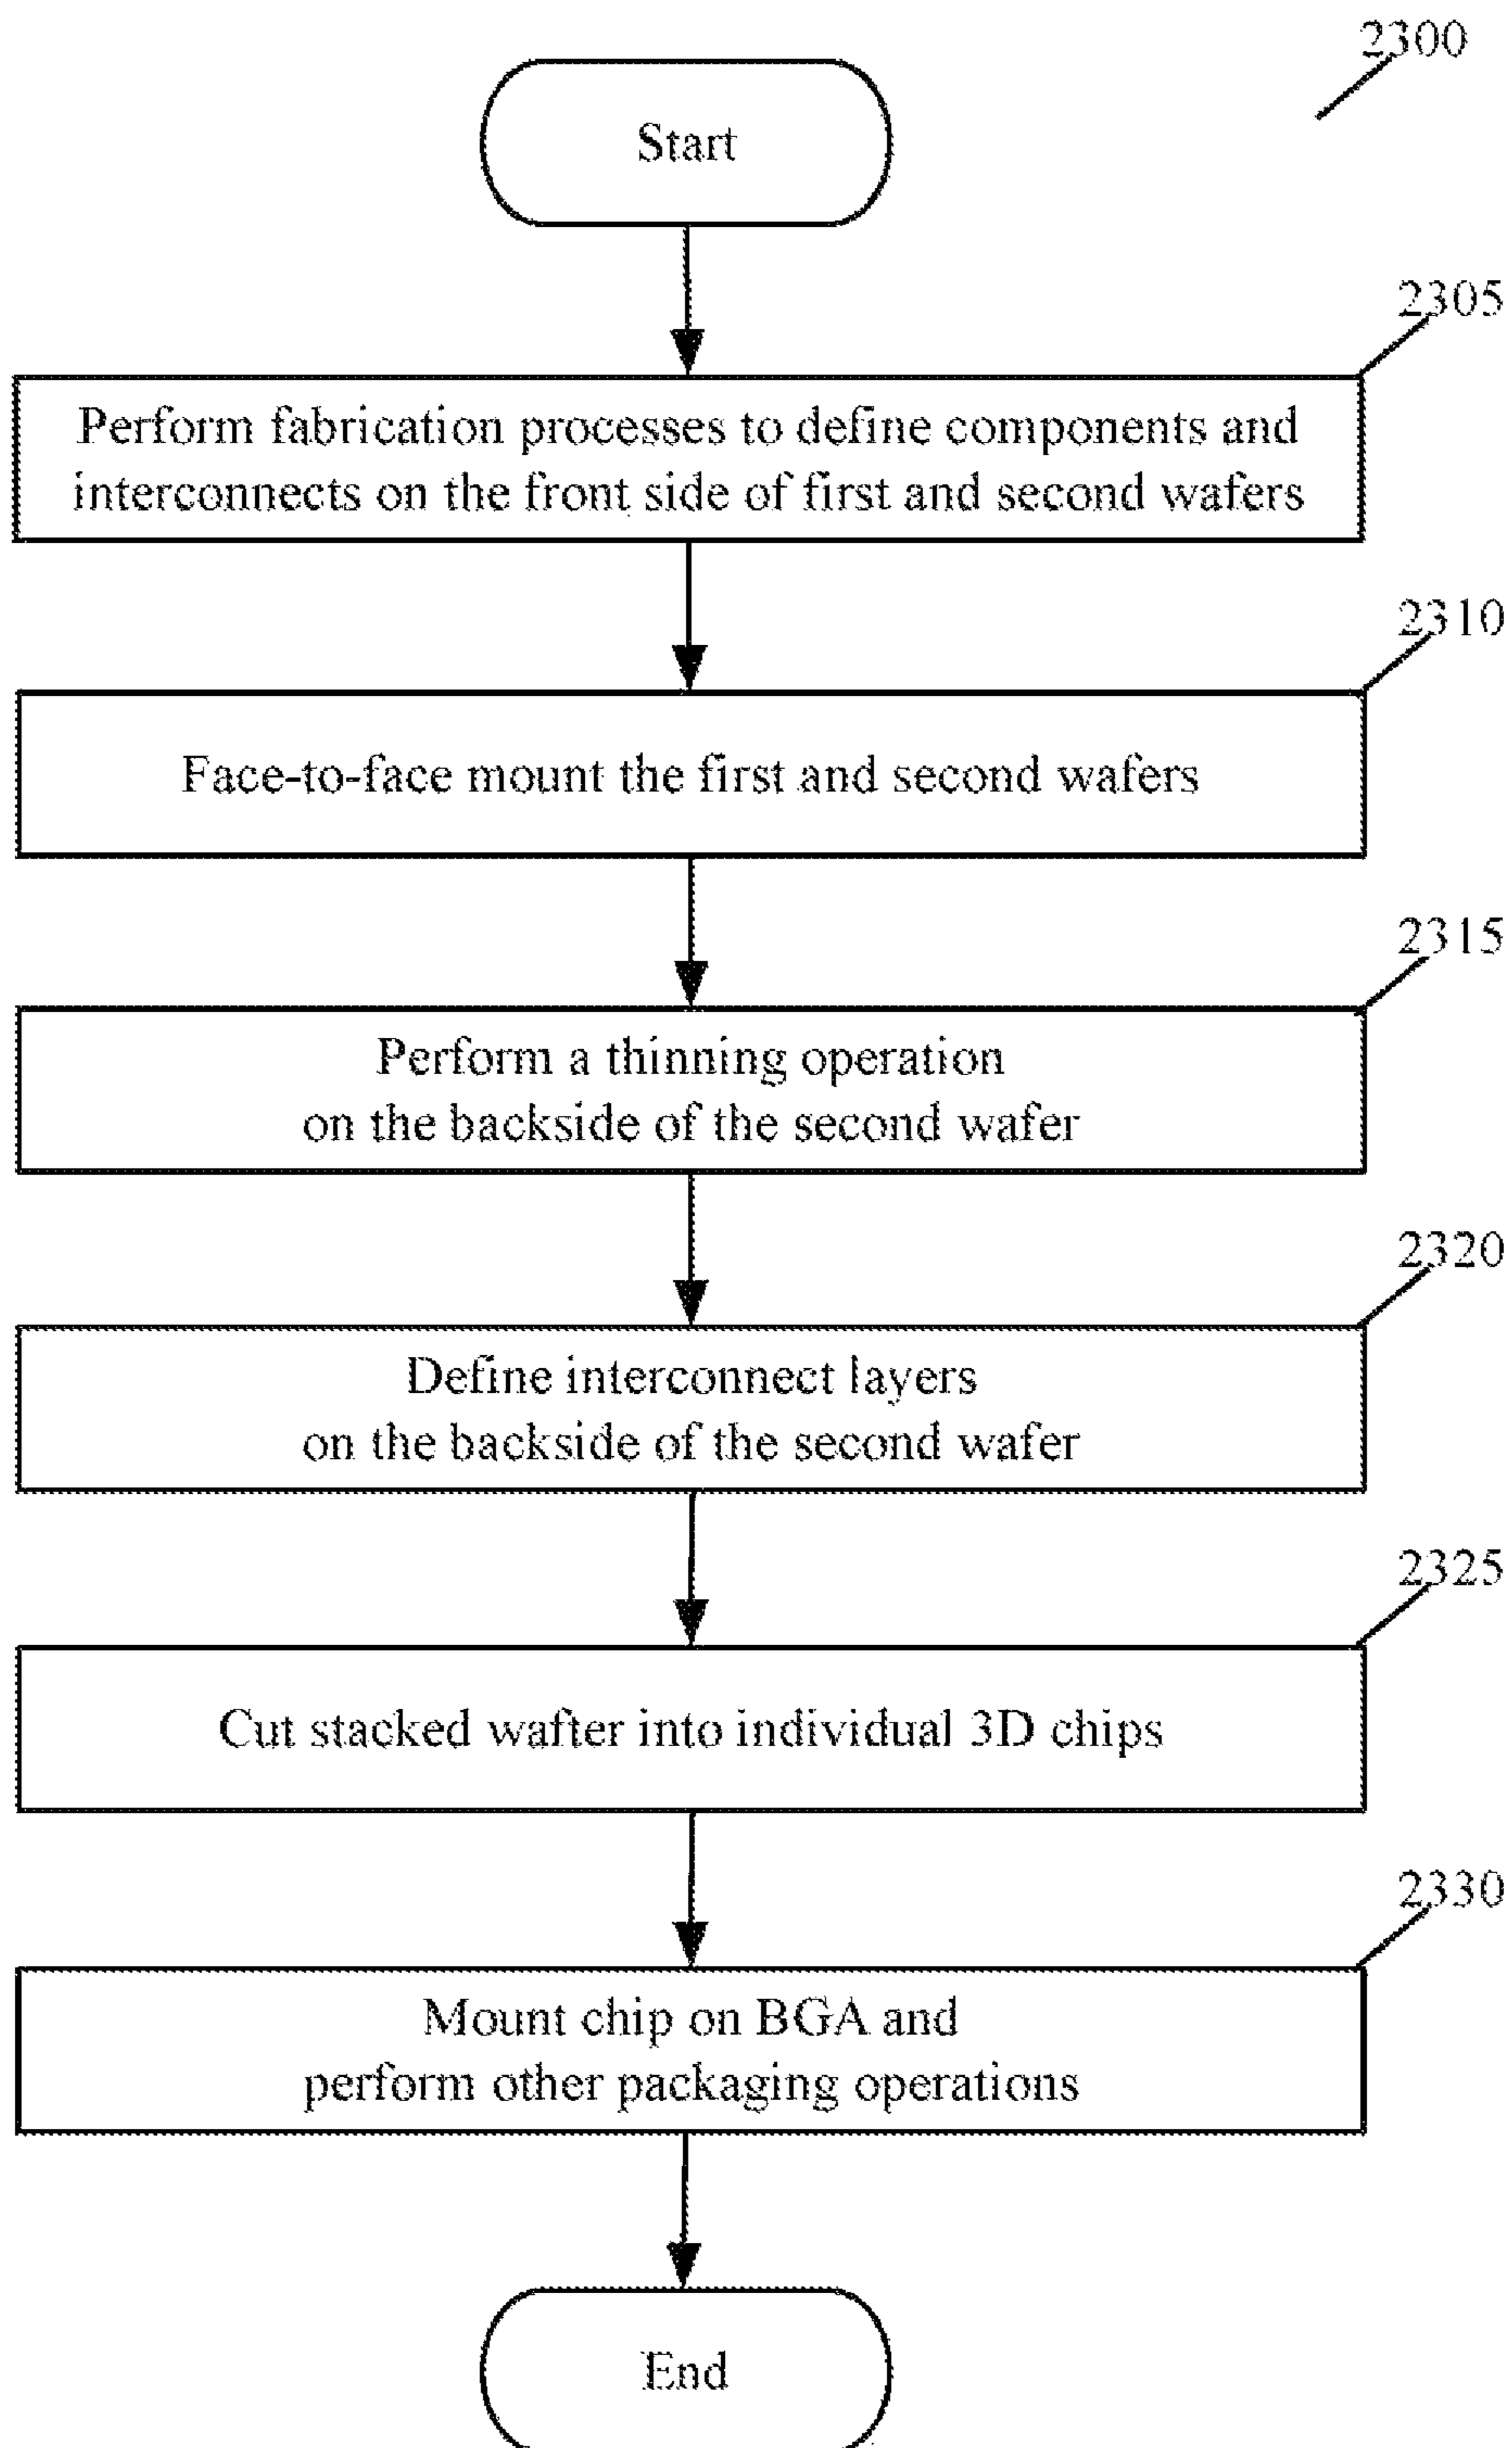 2300
Start
2305
Perform fabrication processes to define components and
interconnects on the front side of first and second wafers
2310
Face-to-face mount the first and second wafers
2315
Perform a thinning operation
on the backside of the second wafer
2320
Define interconnect layers
on the backside of the second wafer
2325
Cut stacked wafter into individual 3D chips
2330
Mount chip on BGA and
perform other packaging operations
End